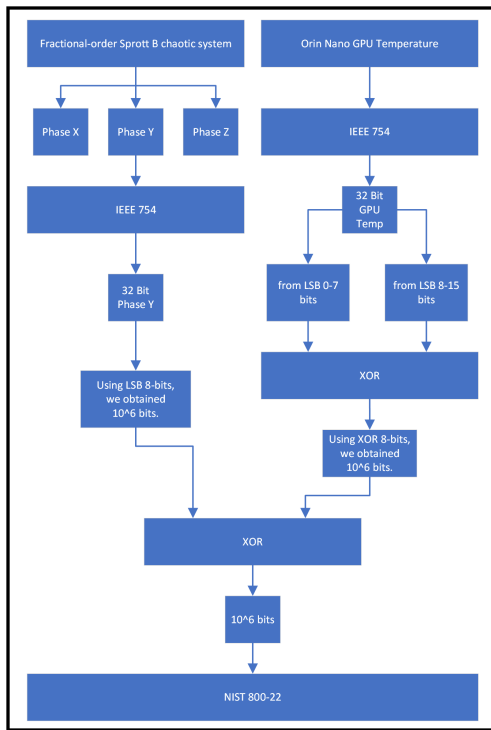 Fractional-order Sprott B chaotic system
Orin Nano GPU Temperature
Phase X
Phase Y
Phase Z
IEEE 754
IEEE 754
32 Bit
GPU
Temp
32 Bit
Phase Y
from LSB 0-7
bits
from LSB 8-15
bits
Using LSB 8-bits,
we obtained
10^6 bits.
XOR
Using XOR 8-bits,
we obtained
10^6 bits.
XOR
10^6 bits
NIST 800-22